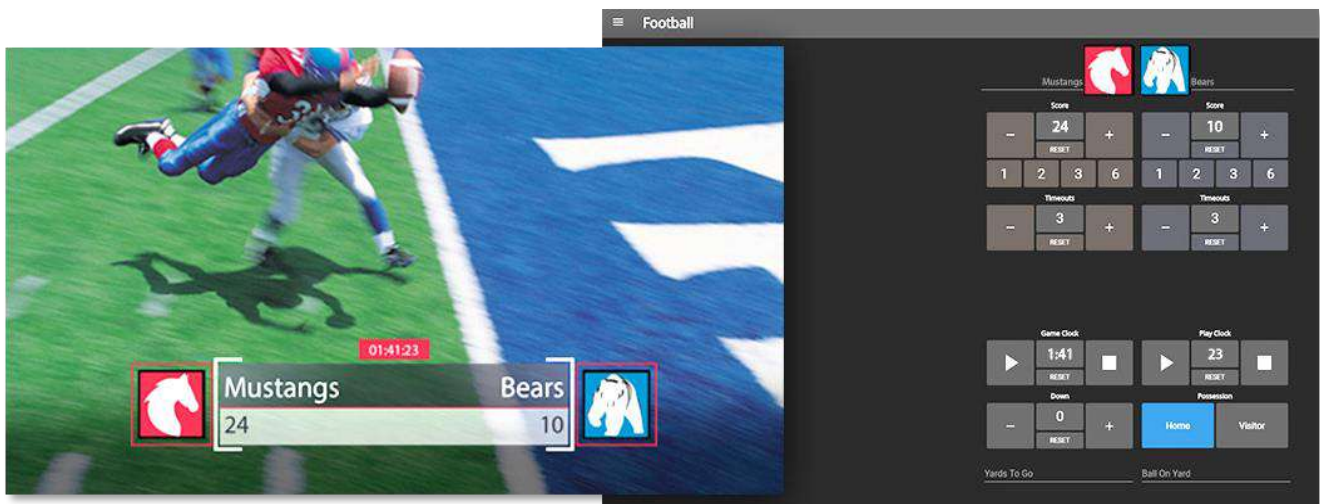 Football
Mustangs Bears
Score Score
− 24 + − 10 +
RESET RESET
1 2 3 6 1 2 3 6
Timeouts Timeouts
− 3 + − 3 +
RESET RESET
Game Clock Play Clock
1:41 23
RESET RESET
Down Possession
− 0 + Home Visitor
RESET
Yards To Go Ball On Yard
01:41:23
Mustangs Bears
24 10